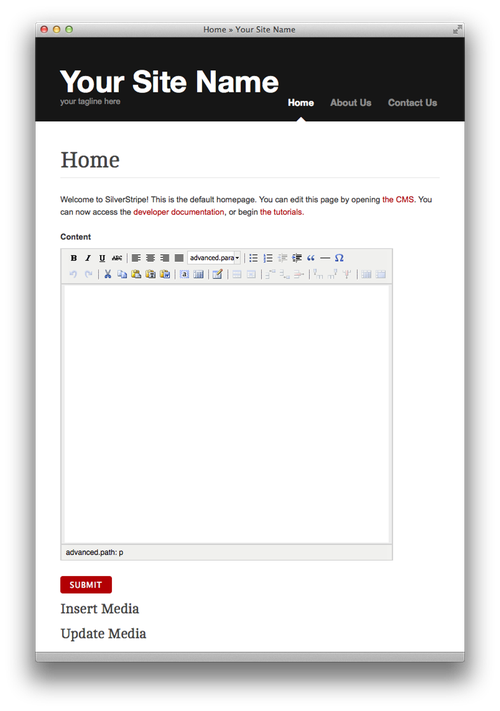 Home » Your Site Name
Your Site Name
your tagline here
Home About Us Contact Us
Home
Welcome to SilverStripe! This is the default homepage. You can edit this page by opening the CMS. You
can now access the developer documentation, or begin the tutorials.
Content
B I U ABC advanced.para
advanced.path: p
SUBMIT
Insert Media
Update Media